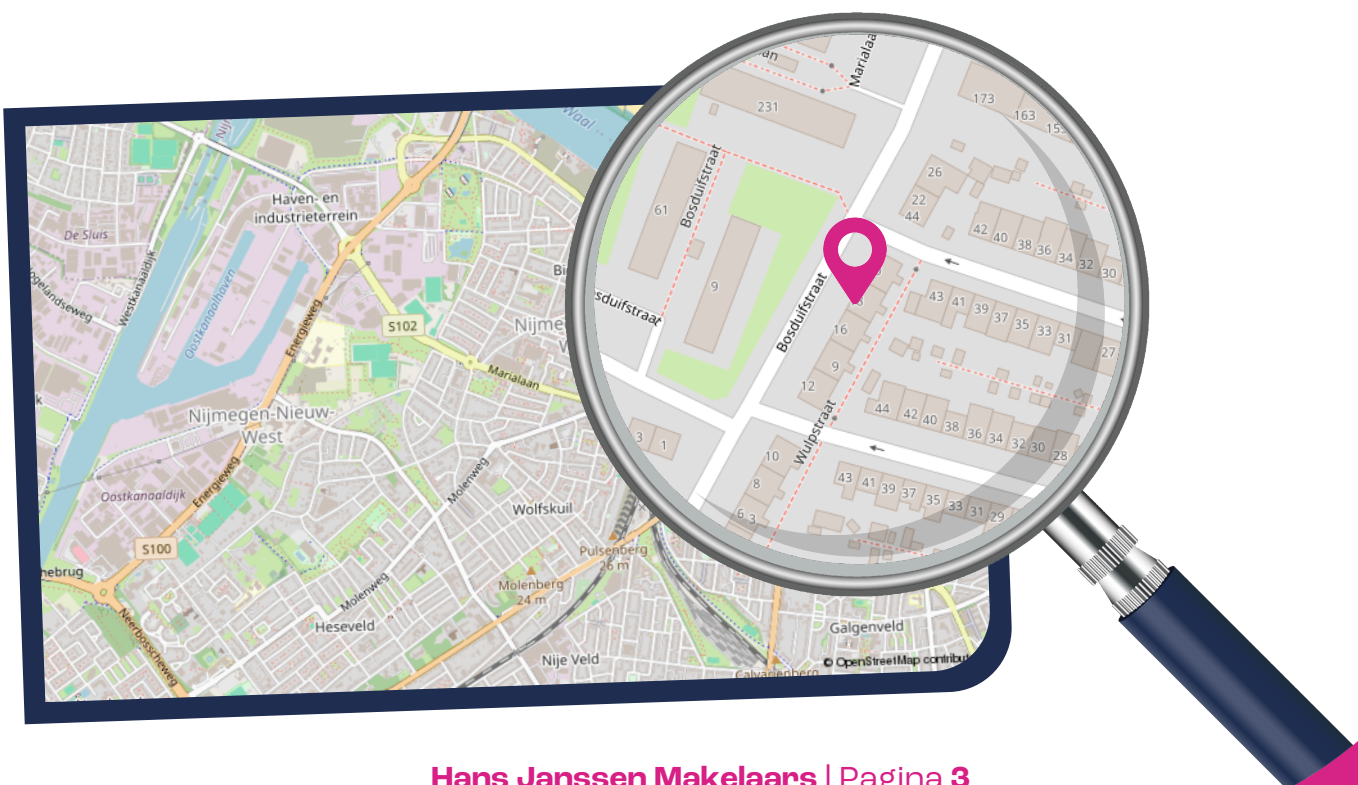 De Sluis
Westkanaaldijk
Haven- en
industrieterrein
Oostkanaalhaven
Energieweg
S102
Marialaan
Nijmegen-Nieuw-
West
Oostkanaaldijk
Energieweg
S100
Molenweg
Wolfskuil
Pulsenberg
26 m
Molenberg
24 m
Molenweg
Heseveld
Neerbosscheweg
Nije Veld
Galgenveld
Calvariënberg
© OpenStreetMap
Waal
231
61
Bosduifstraat
9
Bosduifstraat
173
163
26
22
44
42
40
38
36
34
32
30
16
9
12
43
41
39
37
35
33
31
27
44
42
40
38
36
34
32
30
28
Wulpstraat
3
1
10
8
6
3
43
41
39
37
35
33
31
29
Hans Janssen Makelaars | Pagina 3